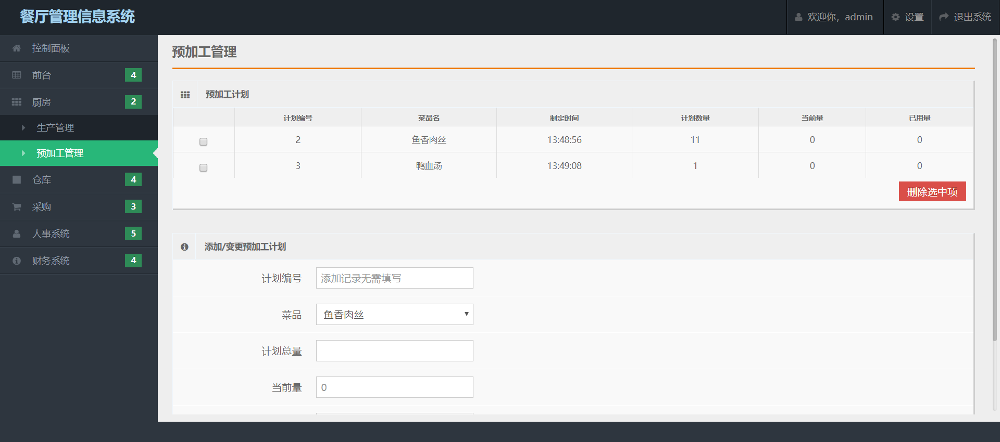 餐厅管理信息系统
欢迎你，admin
设置
退出系统
控制面板
前台 4
厨房 2
生产管理
预加工管理
仓库 4
采购 3
人事系统 5
财务系统 4
预加工管理
预加工计划
计划编号 菜品名 制定时间 计划数量 当前量 已用量
2 鱼香肉丝 13:48:56 11 0 0
3 鸭血汤 13:49:08 1 0 0
删除选中项
添加/变更预加工计划
计划编号 添加记录无需填写
菜品 鱼香肉丝
计划总量
当前量 0